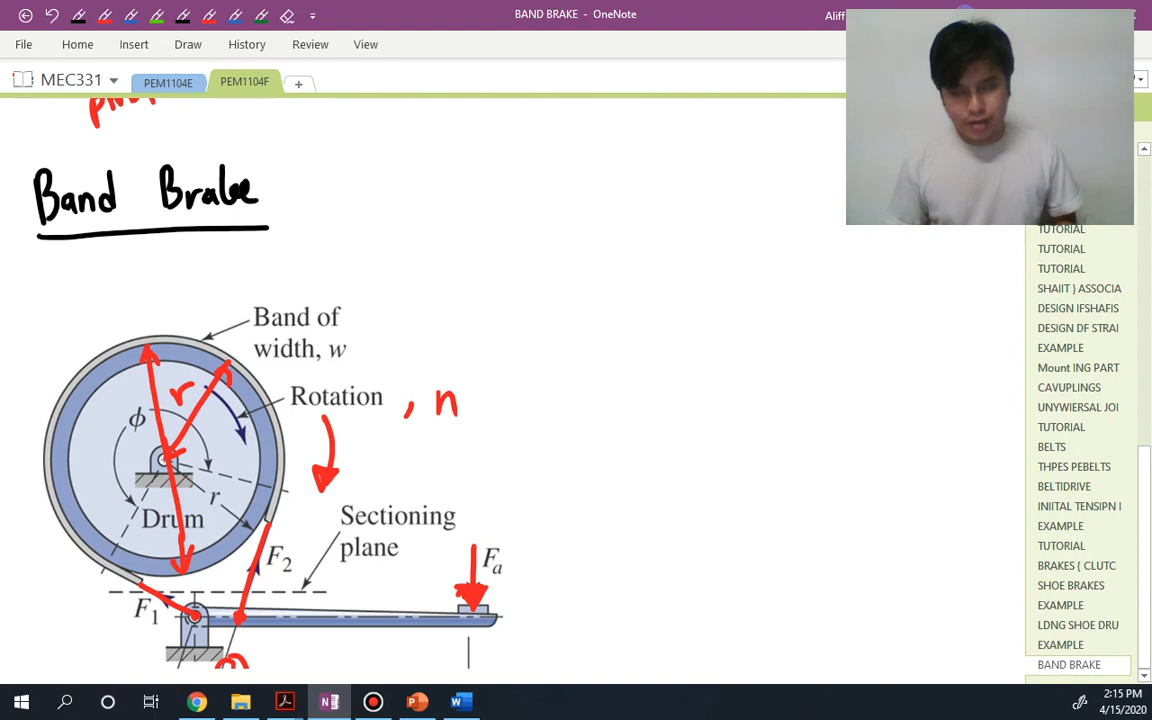 BAND BRAKE - OneNote
Aliff
File Home Insert Draw History Review View
MEC331
PEM1104E PEM1104F
Band Brake
Band of
width, w
Rotation , n
r
ϕ
r
Drum
Sectioning
plane
F2
Fa
F1
TUTORIAL
TUTORIAL
TUTORIAL
SHAIIT } ASSOCIA
DESIGN IFSHAFIS
DESIGN DF STRAI
EXAMPLE
Mount ING PART
CAVUPLINGS
UNYWIERSAL JOI
TUTORIAL
BELTS
THPES PEBELTS
BELTIDRIVE
INIITAL TENSIPN I
EXAMPLE
TUTORIAL
BRAKES { CLUTC
SHOE BRAKES
EXAMPLE
LDNG SHOE DRU
EXAMPLE
BAND BRAKE
2:15 PM
4/15/2020